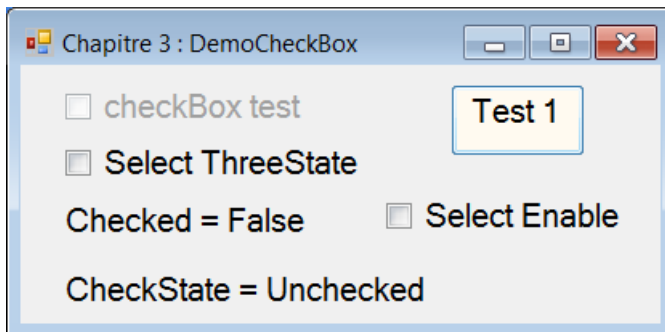 Chapitre 3 : DemoCheckBox
checkBox test
Test 1
Select ThreeState
Checked = False
Select Enable
CheckState = Unchecked